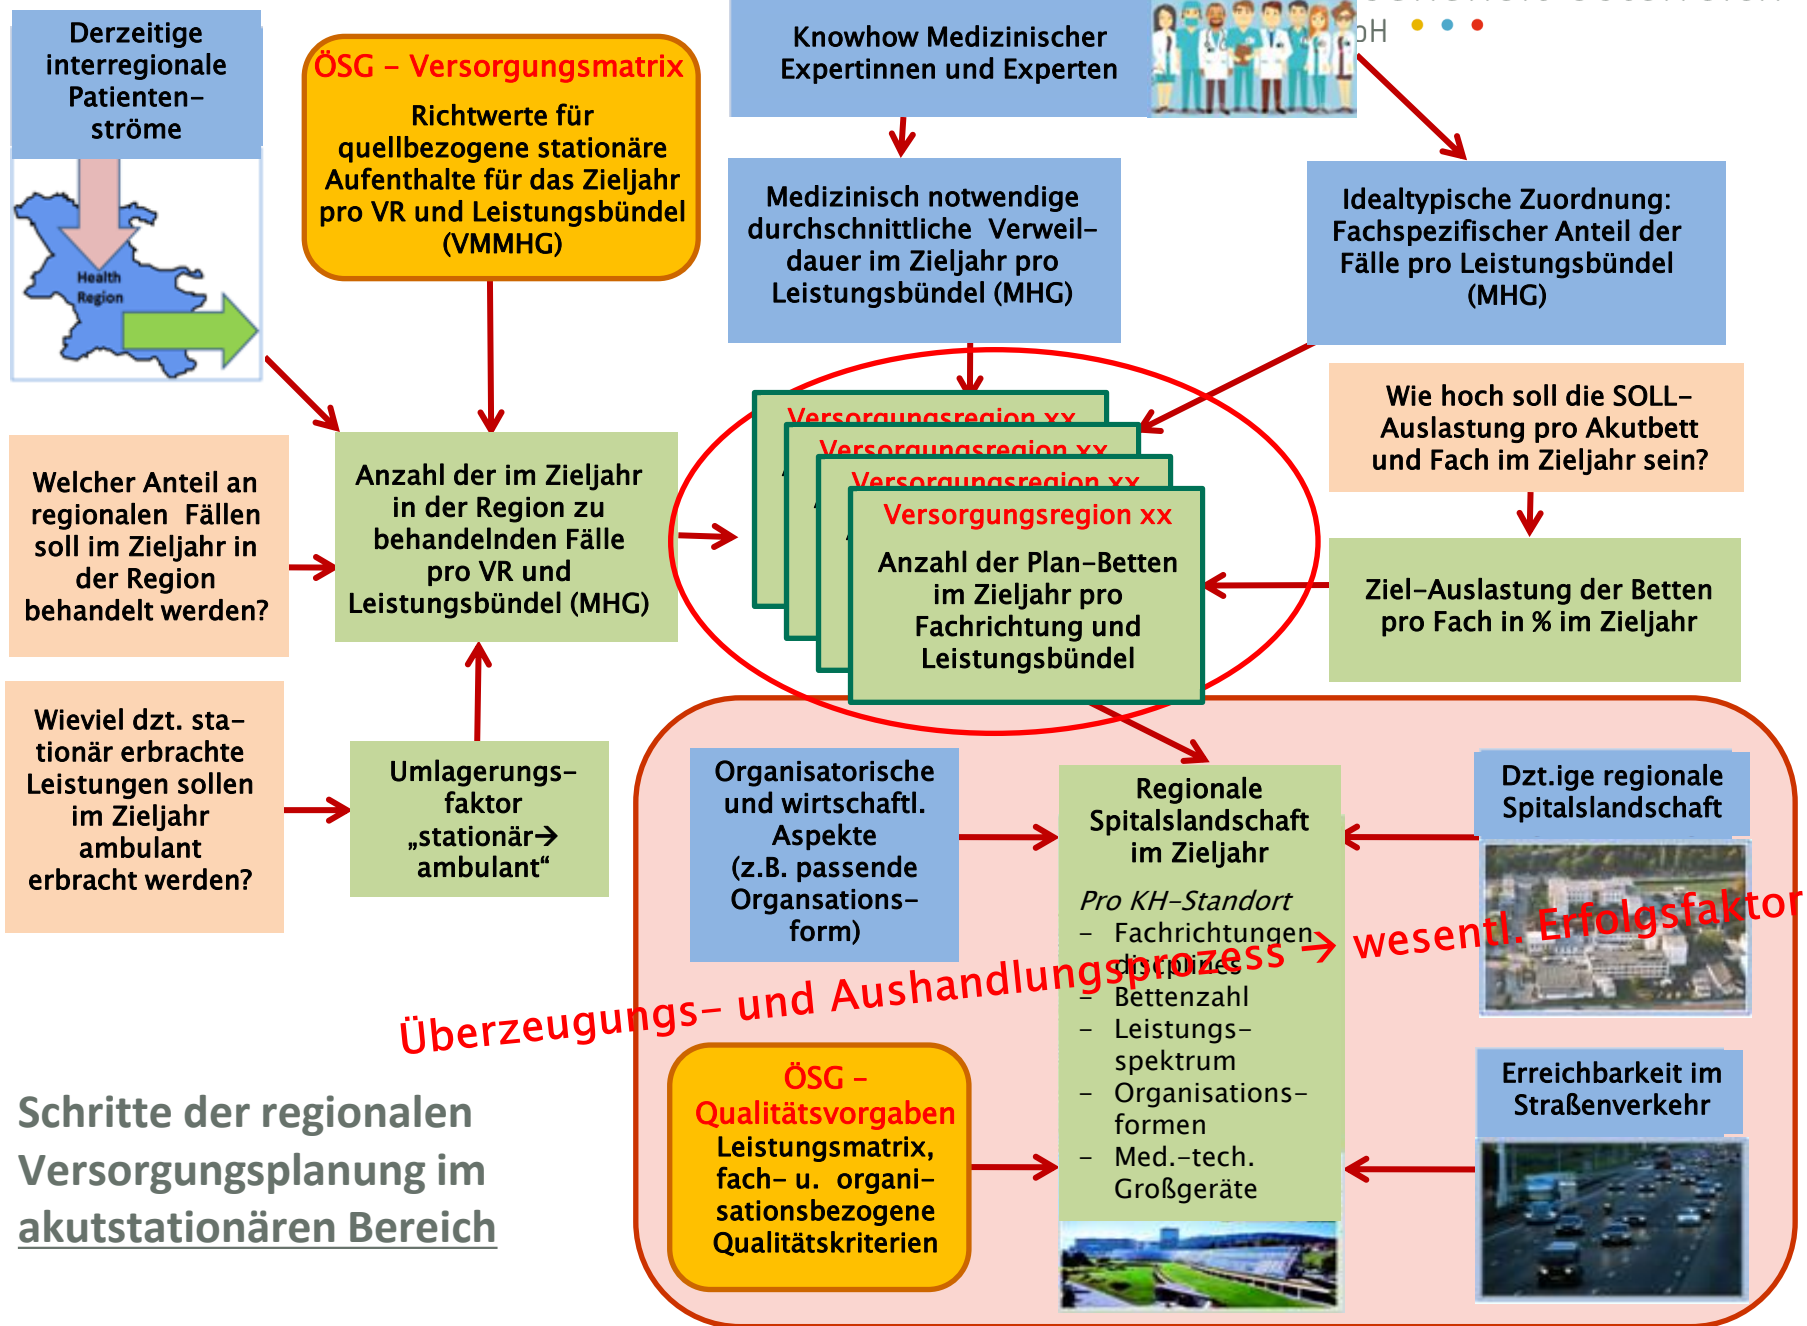 Derzeitige
interregionale
Patienten-
ströme
Health
Region
ÖSG – Versorgungsmatrix
Richtwerte für
quellbezogene stationäre
Aufenthalte für das Zieljahr
pro VR und Leistungsbündel
(VMMHG)
Knowhow Medizinischer
Expertinnen und Experten
Medizinisch notwendige
durchschnittliche Verweil-
dauer im Zieljahr pro
Leistungsbündel (MHG)
Idealtypische Zuordnung:
Fachspezifischer Anteil der
Fälle pro Leistungsbündel
(MHG)
Welcher Anteil an
regionalen Fällen
soll im Zieljahr in
der Region
behandelt werden?
Anzahl der im Zieljahr
in der Region zu
behandelnden Fälle
pro VR und
Leistungsbündel (MHG)
Versorgungsregion xx
Versorgungsregion xx
Versorgungsregion xx
Versorgungsregion xx
Anzahl der Plan-Betten
im Zieljahr pro
Fachrichtung und
Leistungsbündel
Wie hoch soll die SOLL-
Auslastung pro Akutbett
und Fach im Zieljahr sein?
Ziel-Auslastung der Betten
pro Fach in % im Zieljahr
Wieviel dzt. sta-
tionär erbrachte
Leistungen sollen
im Zieljahr
ambulant
erbracht werden?
Umlagerungs-
faktor
„stationär→
ambulant“
Organisatorische
und wirtschaftl.
Aspekte
(z.B. passende
Organsations-
form)
Regionale
Spitalslandschaft
im Zieljahr
Pro KH-Standort
– Fachrichtungen
discplines
– Bettenzahl
– Leistungs-
spektrum
– Organisations-
formen
– Med.-tech.
Großgeräte
Dzt.ige regionale
Spitalslandschaft
Überzeugungs- und Aushandlungsprozess → wesentl. Erfolgsfaktor
ÖSG –
Qualitätsvorgaben
Leistungsmatrix,
fach- u. organi-
sationsbezogene
Qualitätskriterien
Erreichbarkeit im
Straßenverkehr
Schritte der regionalen
Versorgungsplanung im
akutstationären Bereich